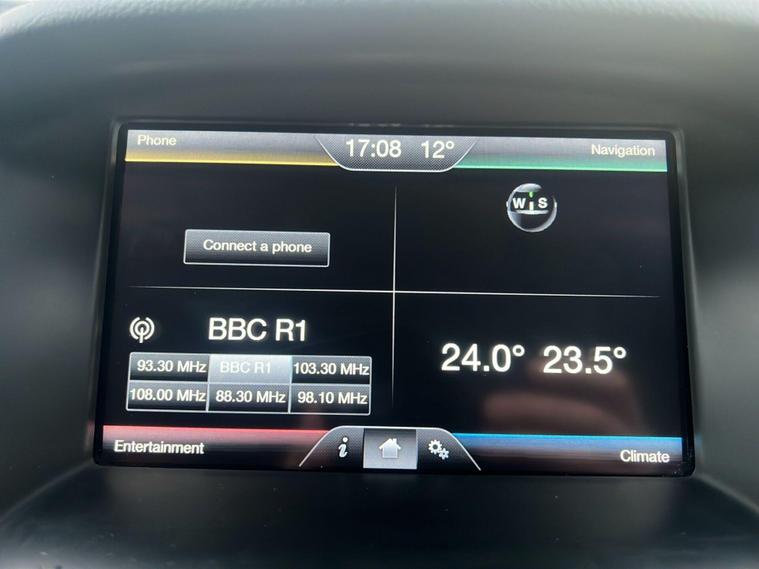 Phone
17:08 12°
Navigation
W S
Connect a phone
BBC R1
93.30 MHz BBC R1 103.30 MHz
108.00 MHz 88.30 MHz 98.10 MHz
24.0° 23.5°
Entertainment
i
Climate